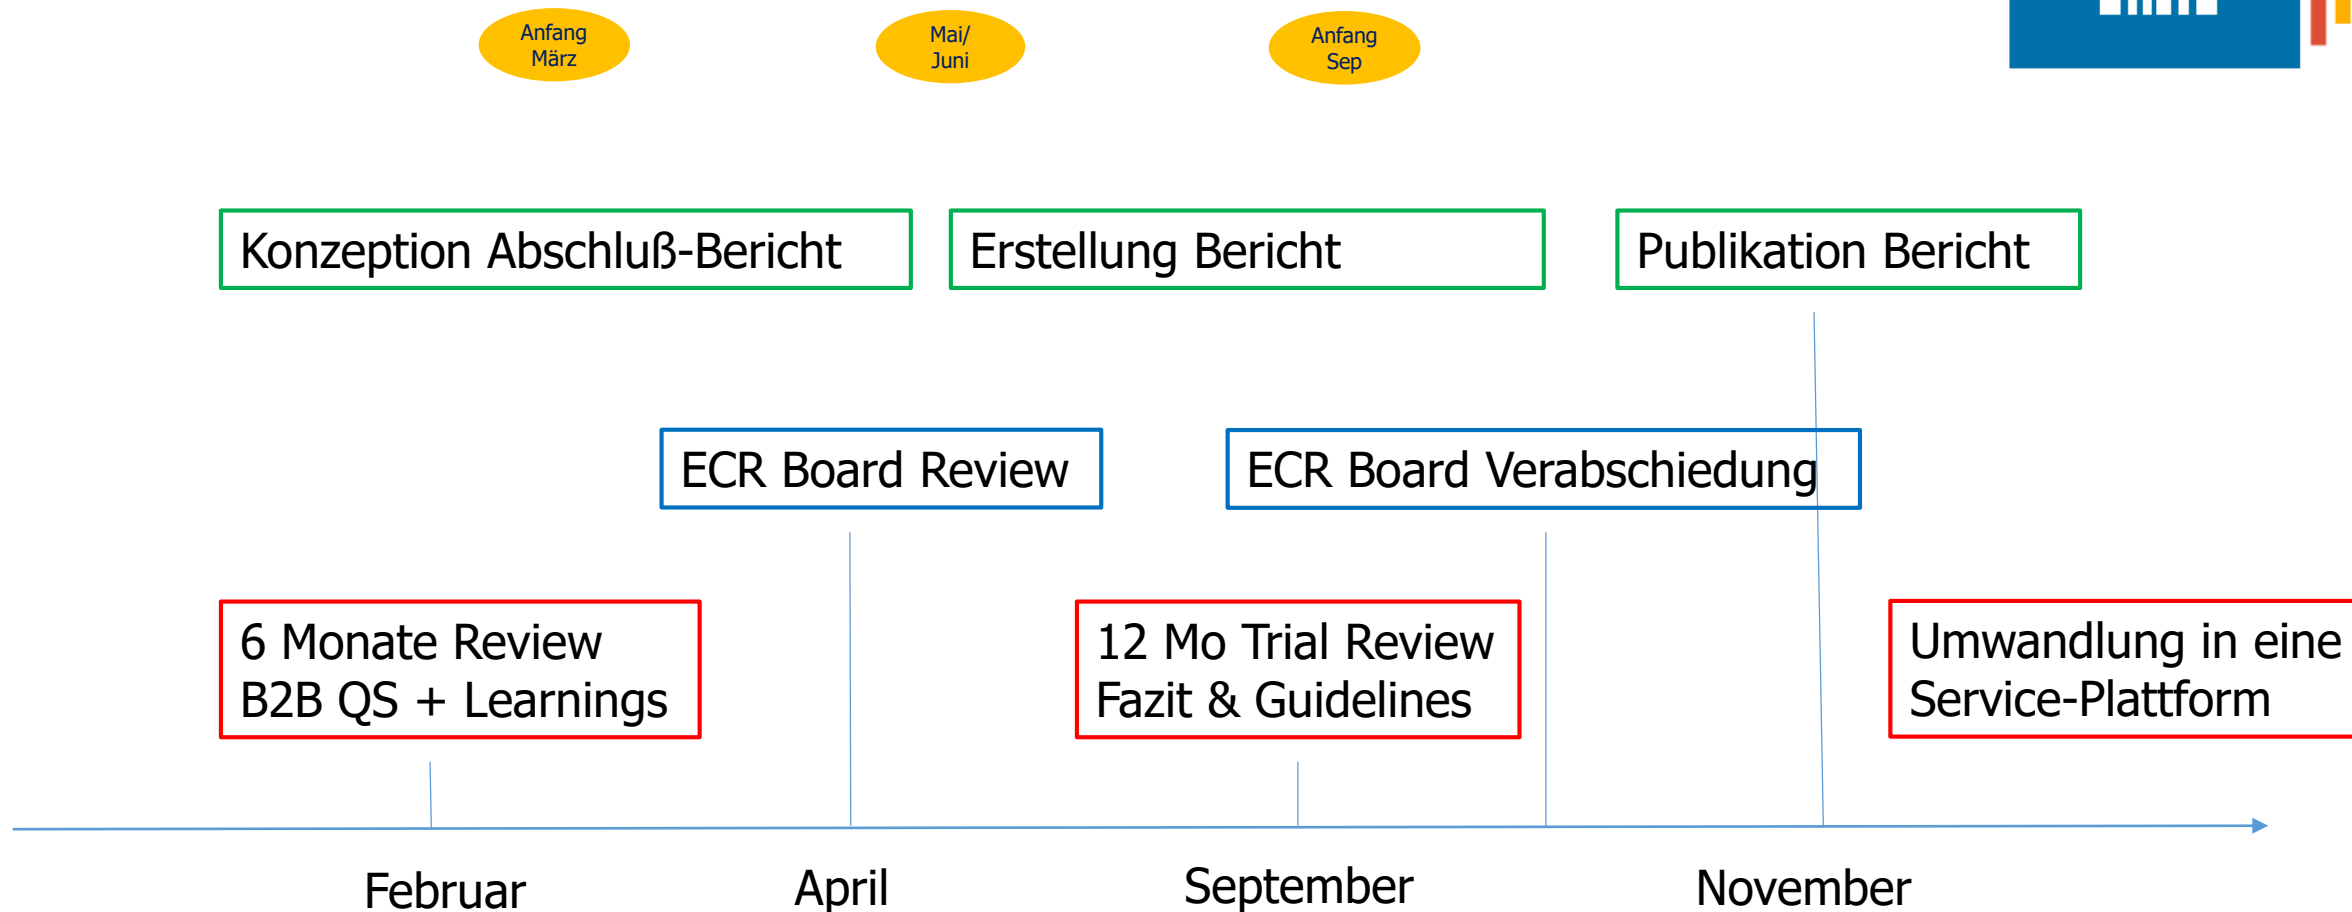 Anfang
März
Mai/
Juni
Anfang
Sep
Konzeption Abschluß-Bericht
Erstellung Bericht
Publikation Bericht
ECR Board Review
ECR Board Verabschiedung
6 Monate Review
B2B QS + Learnings
12 Mo Trial Review
Fazit & Guidelines
Umwandlung in eine
Service-Plattform
Februar
April
September
November